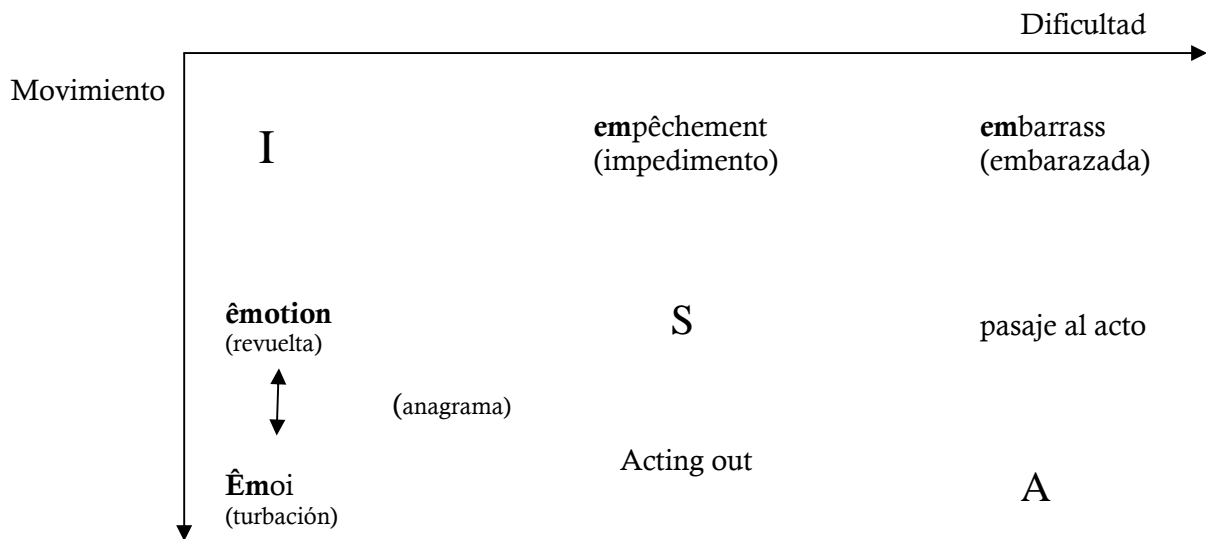 Dificultad
Movimiento
I
empêchement
(impedimento)
embarrass
(embarazada)
êmotion
(revuelta)
S
pasaje al acto
(anagrama)
Êmoi
(turbación)
Acting out
A